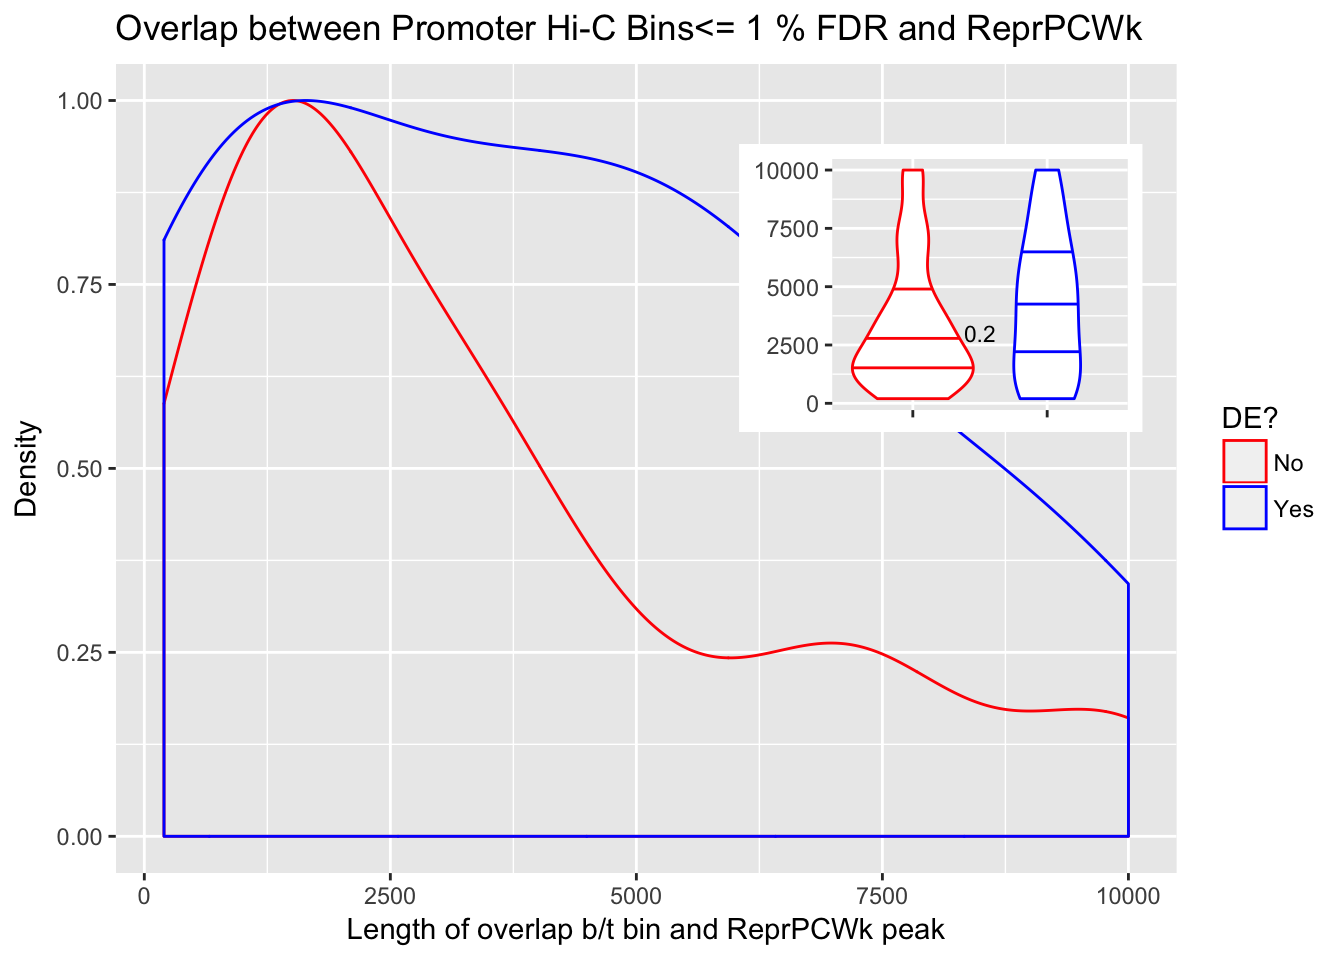 Overlap between Promoter Hi-C Bins<= 1 % FDR and ReprPCWk
Density
1.00
0.75
0.50
0.25
0.00
0
2500
5000
7500
10000
Length of overlap b/t bin and ReprPCWk peak
10000
7500
5000
2500
0
0.2
DE?
No
Yes